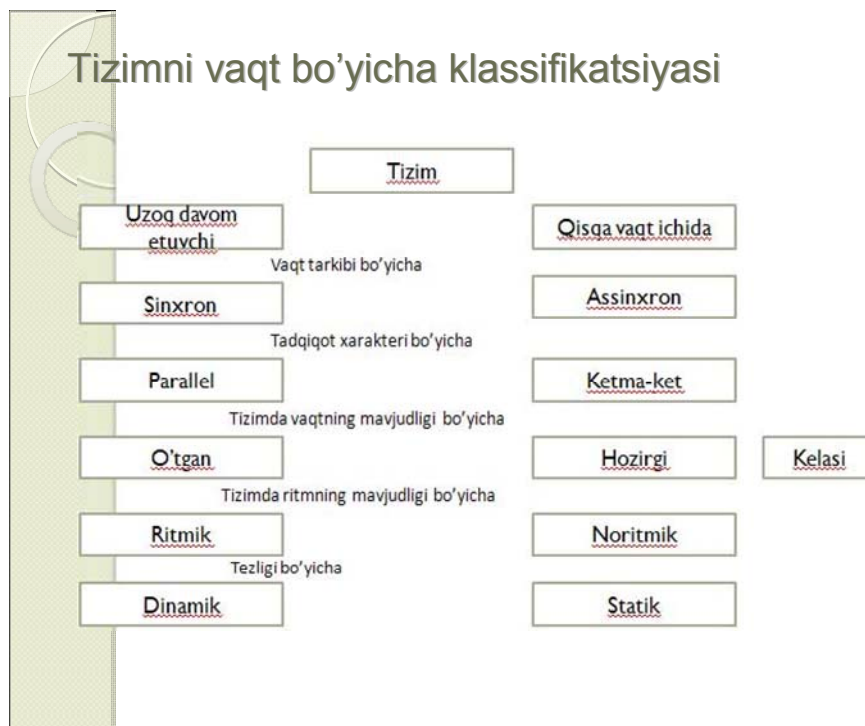 Tizimni vaqt bo’yicha klassifikatsiyasi
Tizim
Uzoq davom
etuvchi
Qisqa vaqt ichida
Vaqt tarkibi bo’yicha
Sinxron
Assinxron
Tadqiqot xarakteri bo’yicha
Parallel
Ketma-ket
Tizimda vaqtning mavjudligi bo’yicha
O’tgan
Hozirgi
Kelasi
Tizimda ritmning mavjudligi bo’yicha
Ritmik
Noritmik
Tezligi bo’yicha
Dinamik
Statik